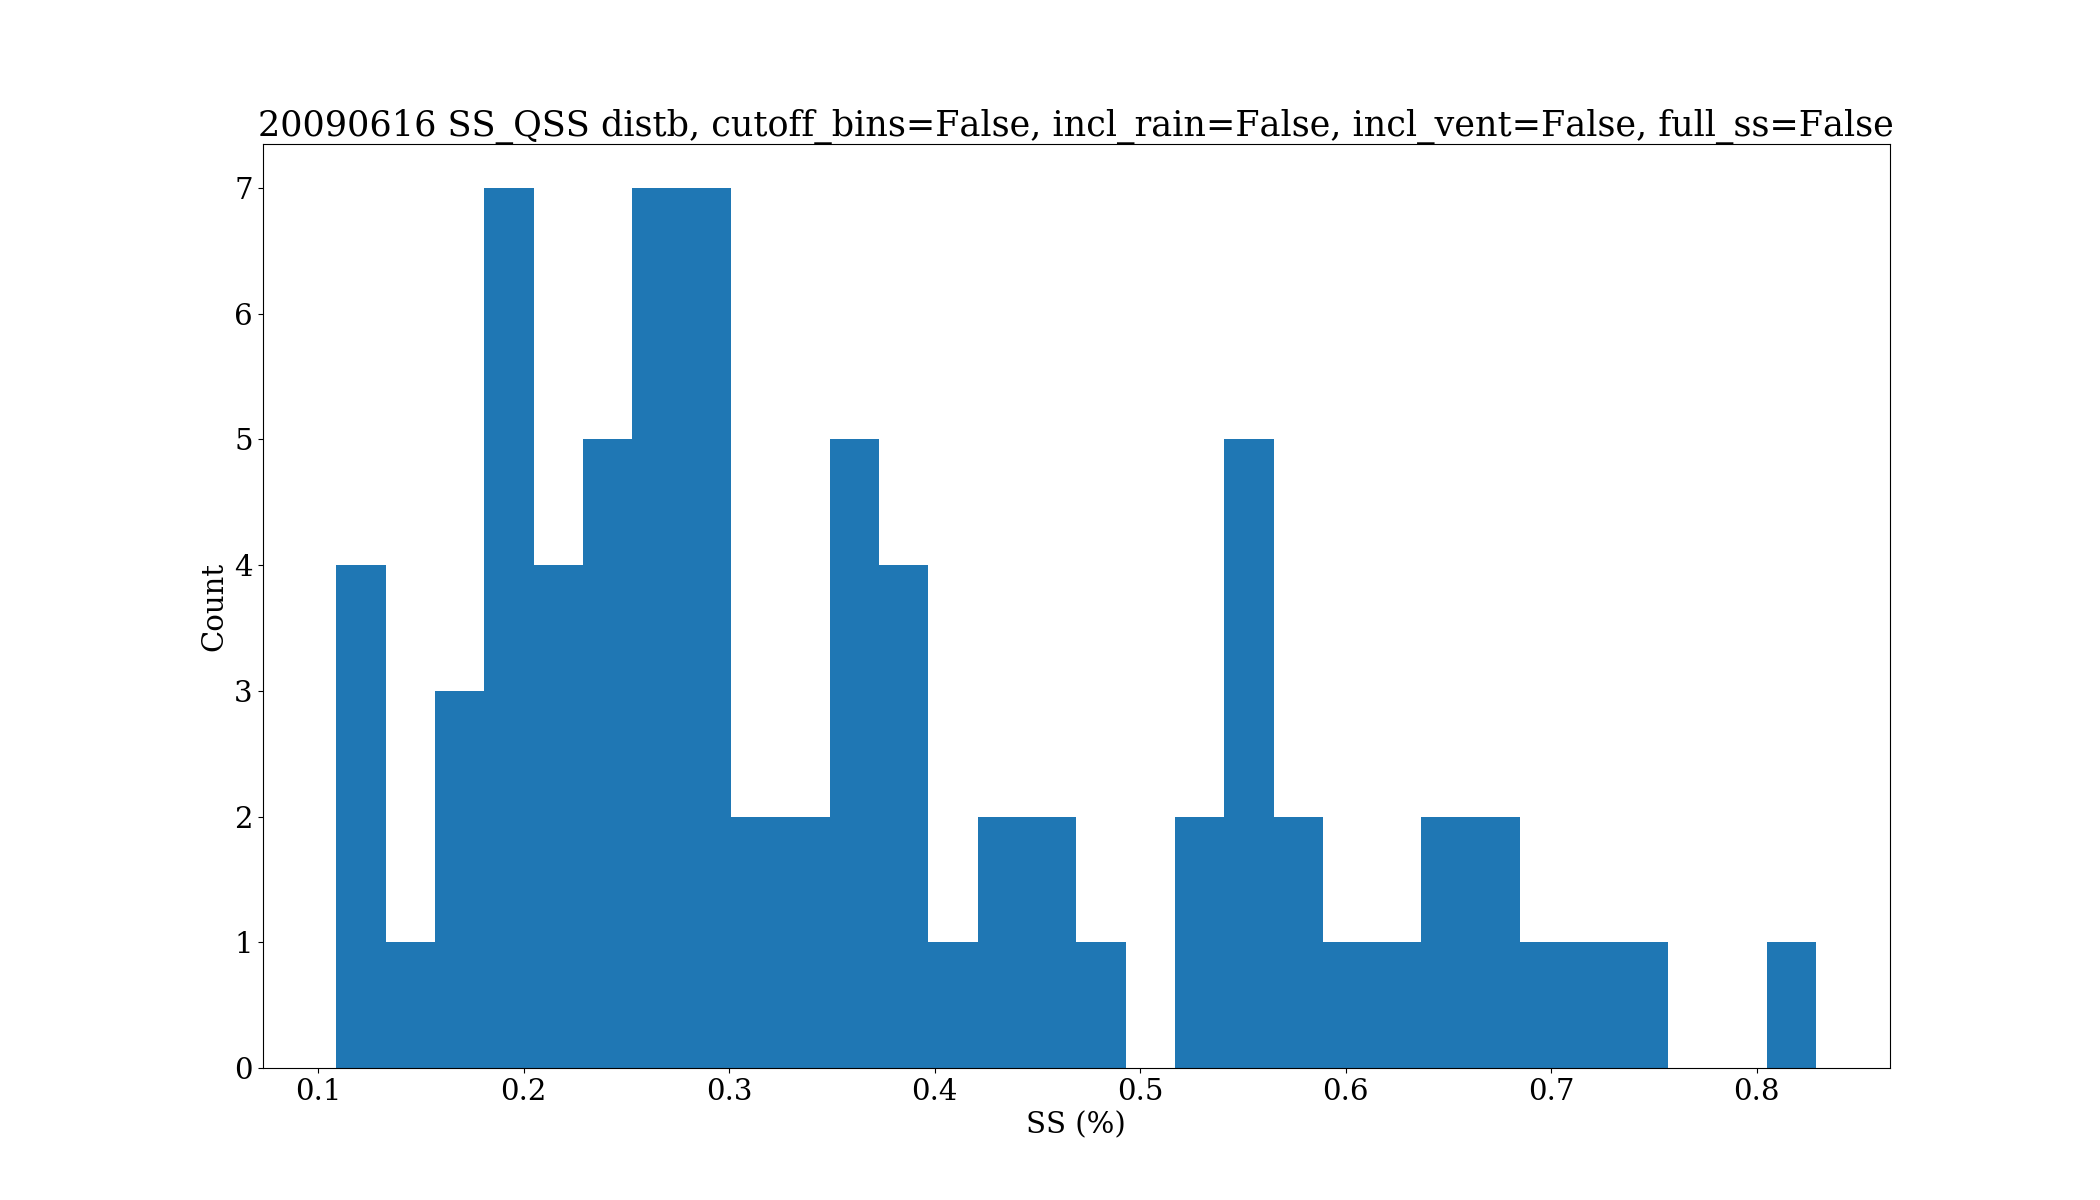 20090616 SS_QSS distb, cutoff_bins=False, incl_rain=False, incl_vent=False, full_ss=False
7
6
5
4
3
2
1
0
Count
0.1 0.2 0.3 0.4 0.5 0.6 0.7 0.8
SS (%)